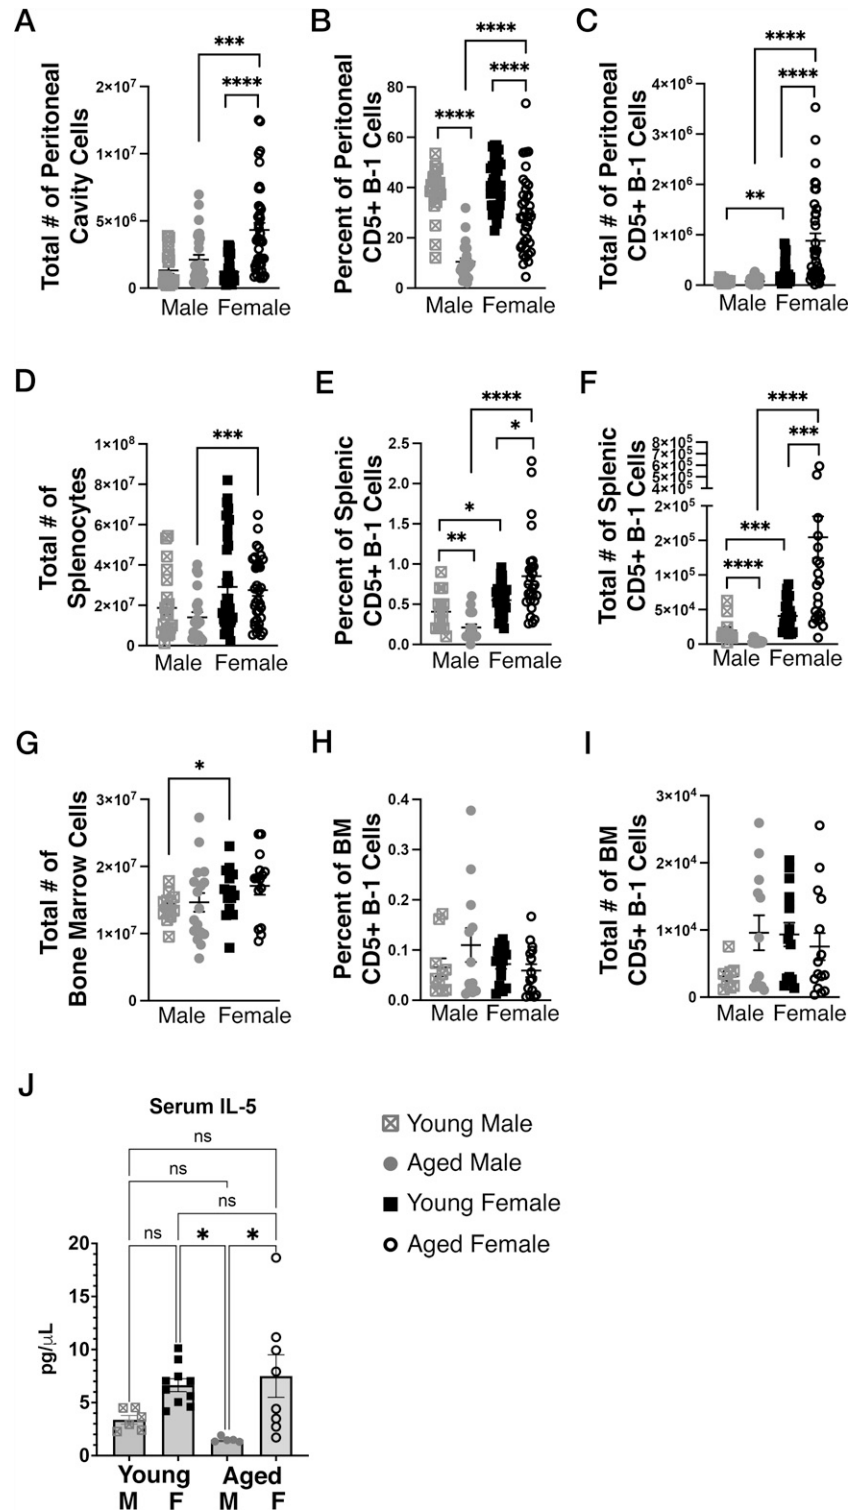 A
Total # of Peritoneal
Cavity Cells
2×10⁷
1×10⁷
5×10⁶
0
***
****
Male Female
B
Percent of Peritoneal
CD5+ B-1 Cells
80
60
40
20
0
****
****
****
Male Female
C
Total # of Peritoneal
CD5+ B-1 Cells
4×10⁶
3×10⁶
2×10⁶
1×10⁶
0
****
****
**
Male Female
D
Total # of
Splenocytes
1×10⁸
8×10⁷
6×10⁷
4×10⁷
2×10⁷
0
***
Male Female
E
Percent of Splenic
CD5+ B-1 Cells
2.5
2.0
1.5
1.0
0.5
0.0
****
*
*
**
Male Female
F
Total # of Splenic
CD5+ B-1 Cells
8×10⁵
7×10⁵
6×10⁵
5×10⁵
4×10⁵
2×10⁵
2×10⁵
1×10⁵
5×10⁴
0
****
***
***
****
Male Female
G
Total # of
Bone Marrow Cells
3×10⁷
2×10⁷
1×10⁷
0
*
Male Female
H
Percent of BM
CD5+ B-1 Cells
0.4
0.3
0.2
0.1
0.0
Male Female
I
Total # of BM
CD5+ B-1 Cells
3×10⁴
2×10⁴
1×10⁴
0
Male Female
J
Serum IL-5
ns
ns
ns
ns * *
pg/μL
20
15
10
5
0
Young Aged
M F M F
Young Male
Aged Male
Young Female
Aged Female